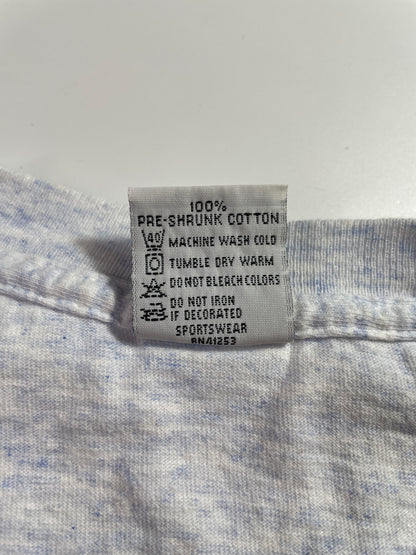 100%
PRE-SHRUNK COTTON
40 MACHINE WASH COLD
TUMBLE DRY WARM
DO NOT BLEACH COLORS
DO NOT IRON
IF DECORATED
SPORTSWEAR
RN41253